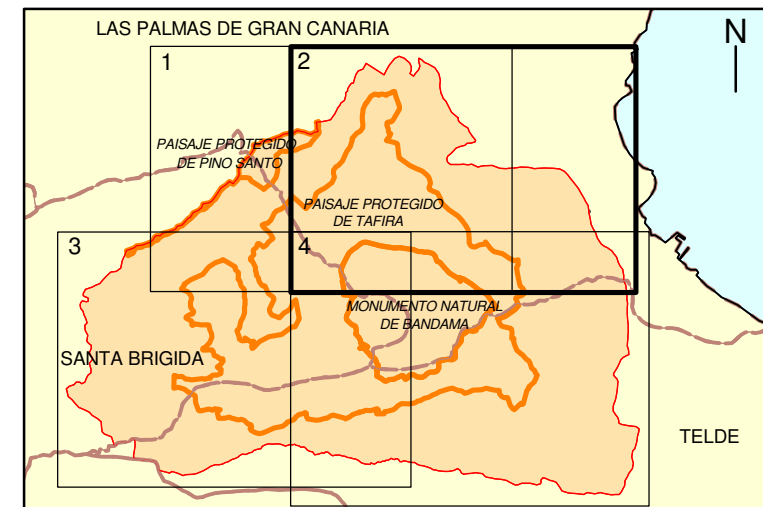 LAS PALMAS DE GRAN CANARIA
N
1
2
PAISAJE PROTEGIDO
DE PINO SANTO
PAISAJE PROTEGIDO
DE TAFIRA
3
4
MONUMENTO NATURAL
DE BANDAMA
SANTA BRIGIDA
TELDE